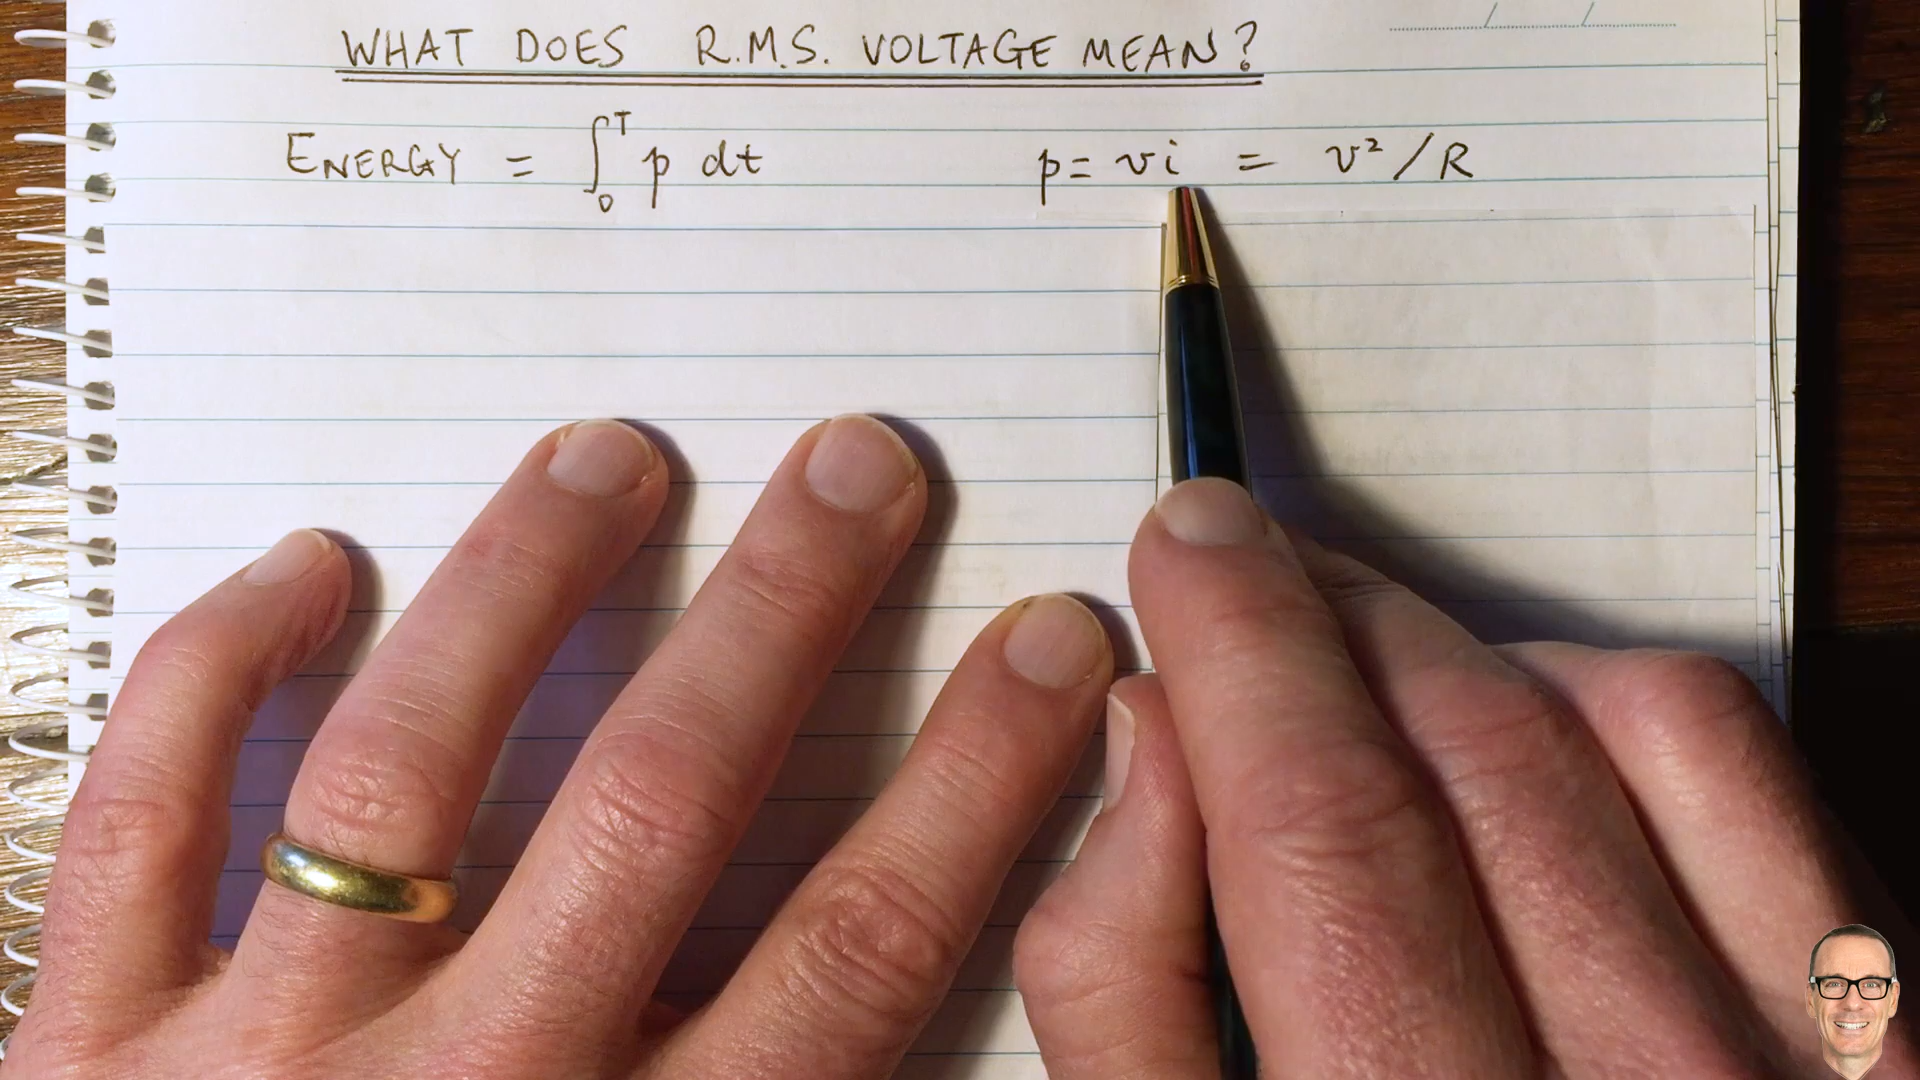 WHAT DOES R.M.S. VOLTAGE MEAN?
ENERGY = ∫₀ᵀ p dt p = vi = v²/R